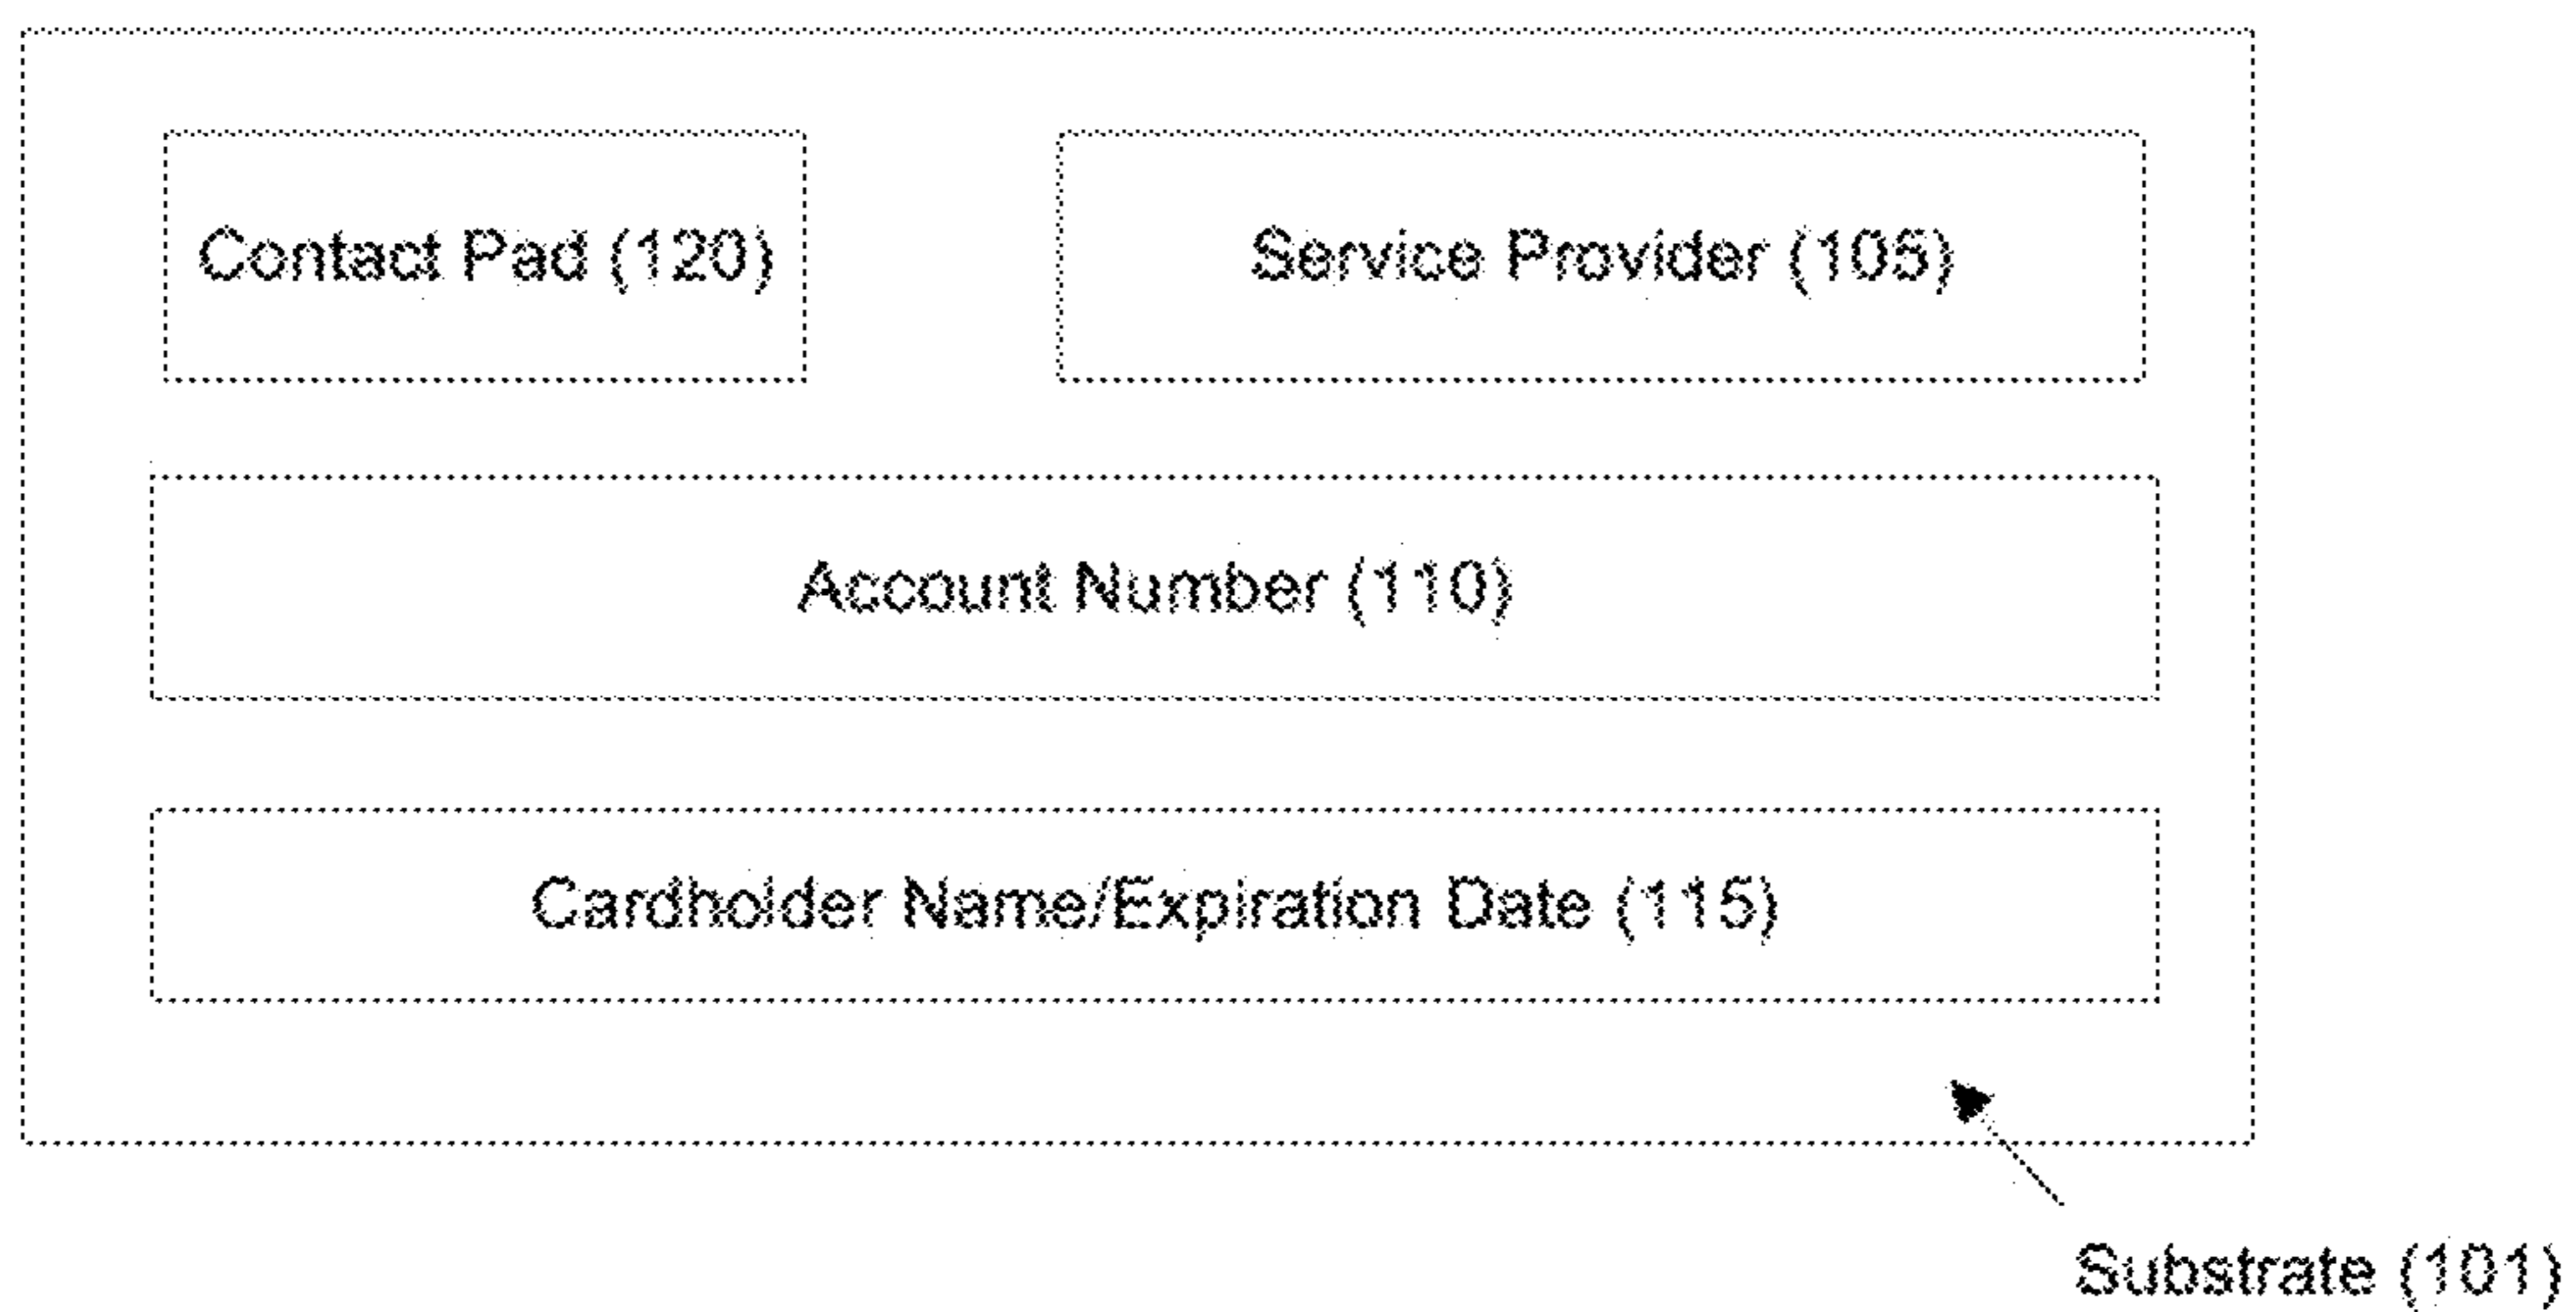 Contact Pad (120)
Service Provider (105)
Account Number (110)
Cardholder Name/Expiration Date (115)
Substrate (101)